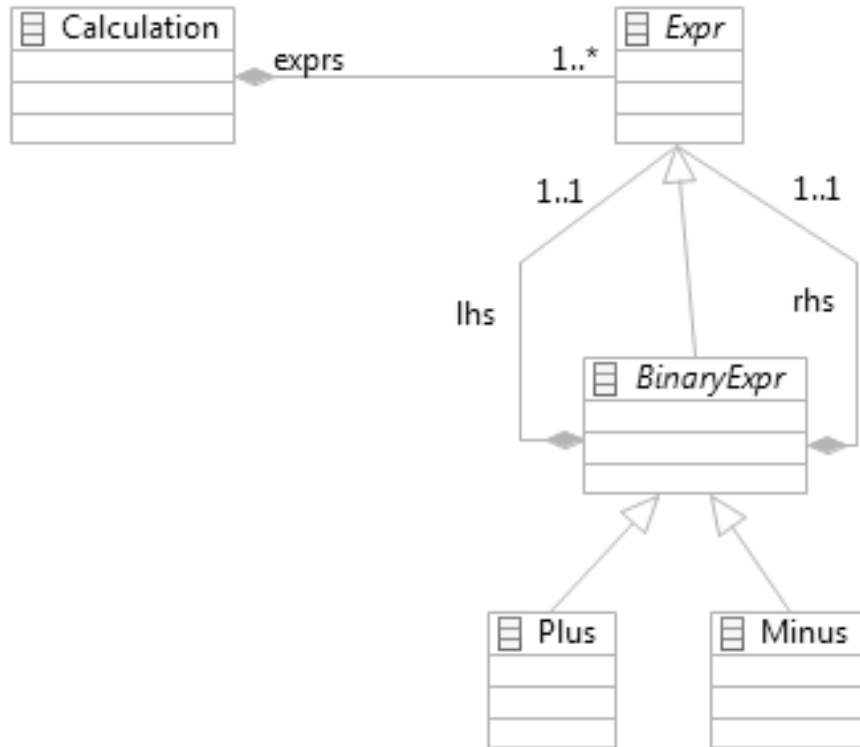 Calculation
Expr
exprs
1..*
1..1
1..1
lhs
rhs
BinaryExpr
Plus
Minus